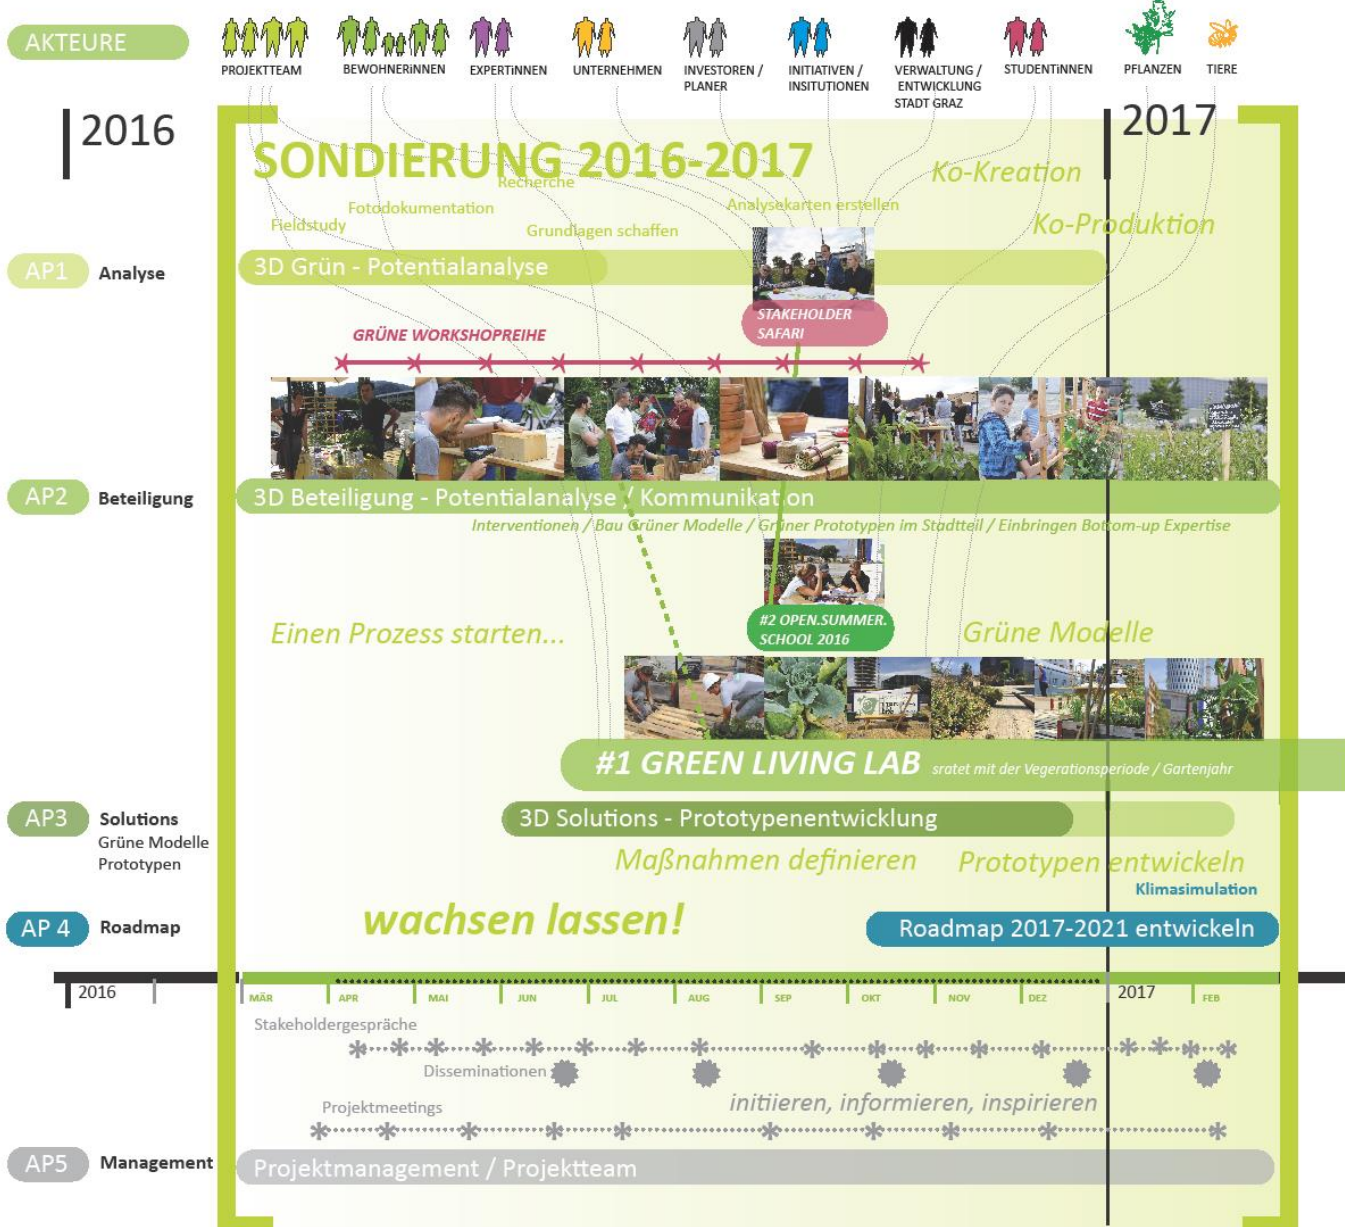 AKTEURE
PROJEKTTEAM
BEWOHNERiNNEN
EXPERTiNNEN
UNTERNEHMEN
INVESTOREN /
PLANER
INITIATIVEN /
INSITUTIONEN
VERWALTUNG /
ENTWICKLUNG
STADT GRAZ
STUDENTiNNEN
PFLANZEN
TIERE
2016
2017
SONDIERUNG 2016-2017
Ko-Kreation
Recherche
Fotodokumentation
Analysekarten erstellen
Fieldstudy
Grundlagen schaffen
Ko-Produktion
AP1
Analyse
3D Grün - Potentialanalyse
STAKEHOLDER
SAFARI
GRÜNE WORKSHOPREIHE
AP2
Beteiligung
3D Beteiligung - Potentialanalyse / Kommunikation
Interventionen / Bau Grüner Modelle / Grüner Prototypen im Stadtteil / Einbringen Bottom-up Expertise
#2 OPEN.SUMMER.
SCHOOL 2016
Einen Prozess starten...
Grüne Modelle
#1 GREEN LIVING LAB
sratet mit der Vegerationsperiode / Gartenjahr
AP3
Solutions
Grüne Modelle
Prototypen
3D Solutions - Prototypenentwicklung
Maßnahmen definieren
Prototypen entwickeln
Klimasimulation
AP 4
Roadmap
wachsen lassen!
Roadmap 2017-2021 entwickeln
2016
MÄR
APR
MAI
JUN
JUL
AUG
SEP
OKT
NOV
DEZ
2017
FEB
Stakeholdergespräche
Disseminationen
Projektmeetings
initiieren, informieren, inspirieren
AP5
Management
Projektmanagement / Projektteam